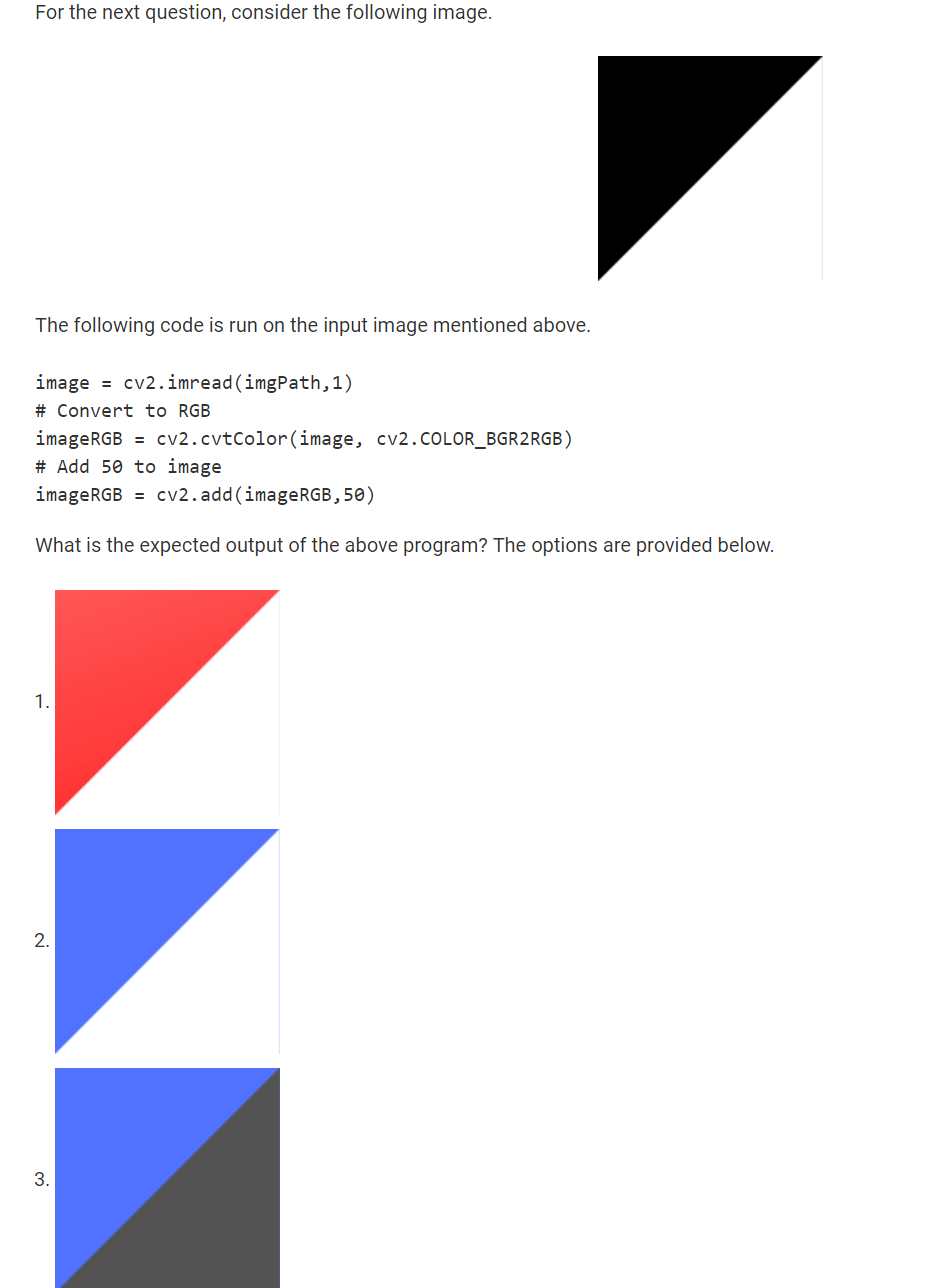 For the next question, consider the following image.
The following code is run on the input image mentioned above.
image = cv2.imread(imgPath,1)
# Convert to RGB
imageRGB = cv2.cvtColor(image, cv2.COLOR_BGR2RGB)
# Add 50 to image
imageRGB = cv2.add(imageRGB,50)
What is the expected output of the above program? The options are provided below.
1.
2.
3.